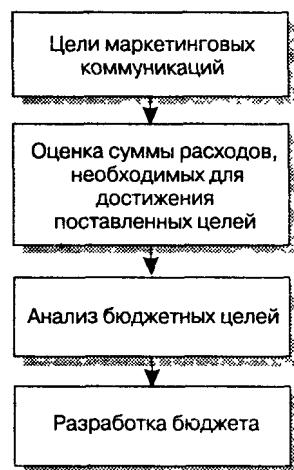 Цели маркетинговых
коммуникаций
Оценка суммы расходов,
необходимых для
достижения
поставленных целей
Анализ бюджетных целей
Разработка бюджета